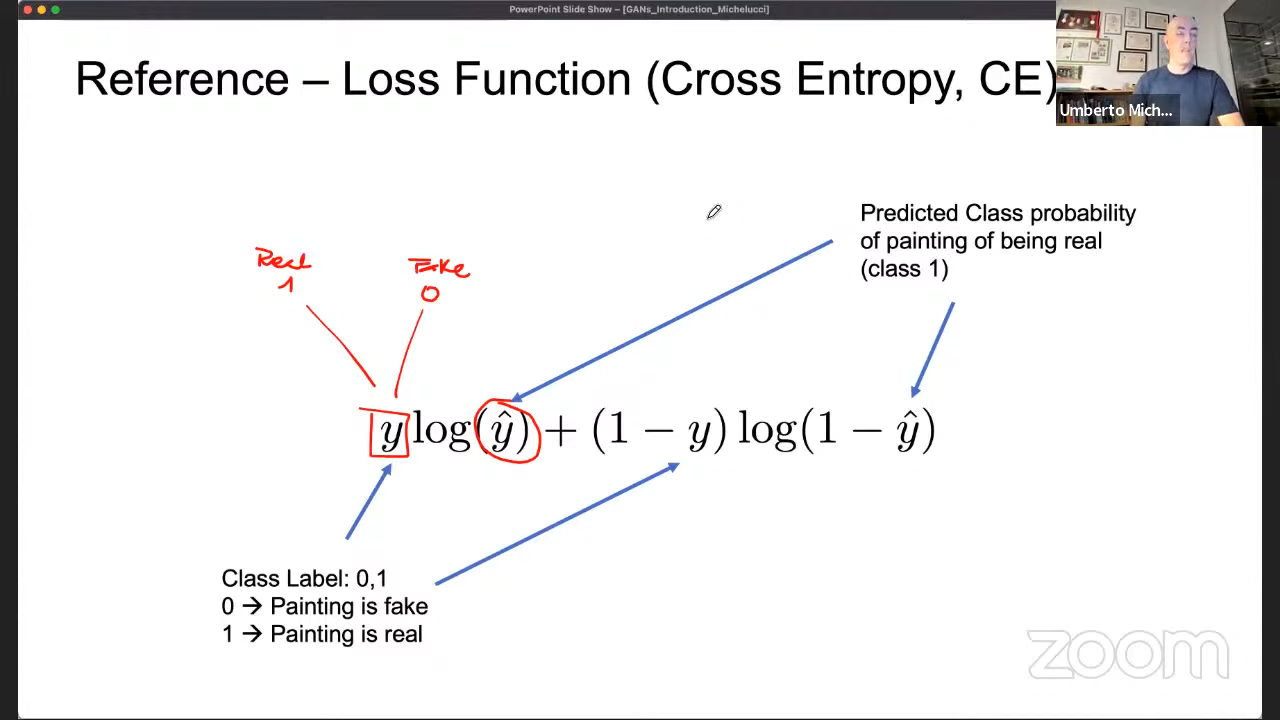 PowerPoint Slide Show – [GANs_Introduction_Michelucci]
Reference – Loss Function (Cross Entropy, CE)
Umberto Mich...
Predicted Class probability
of painting of being real
(class 1)
Real
1
Fake
0
y log(ŷ) + (1 − y) log(1 − ŷ)
Class Label: 0,1
0 → Painting is fake
1 → Painting is real
zoom